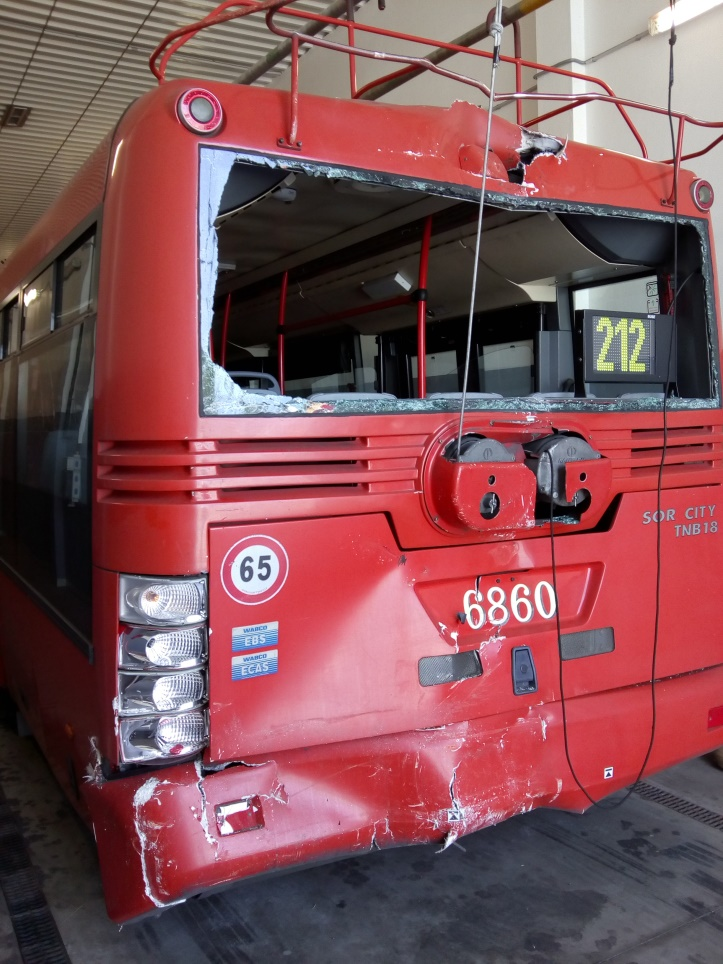 212
SOR CITY
TNB18
65
6860
WABCO
EBS
WABCO
ECAS